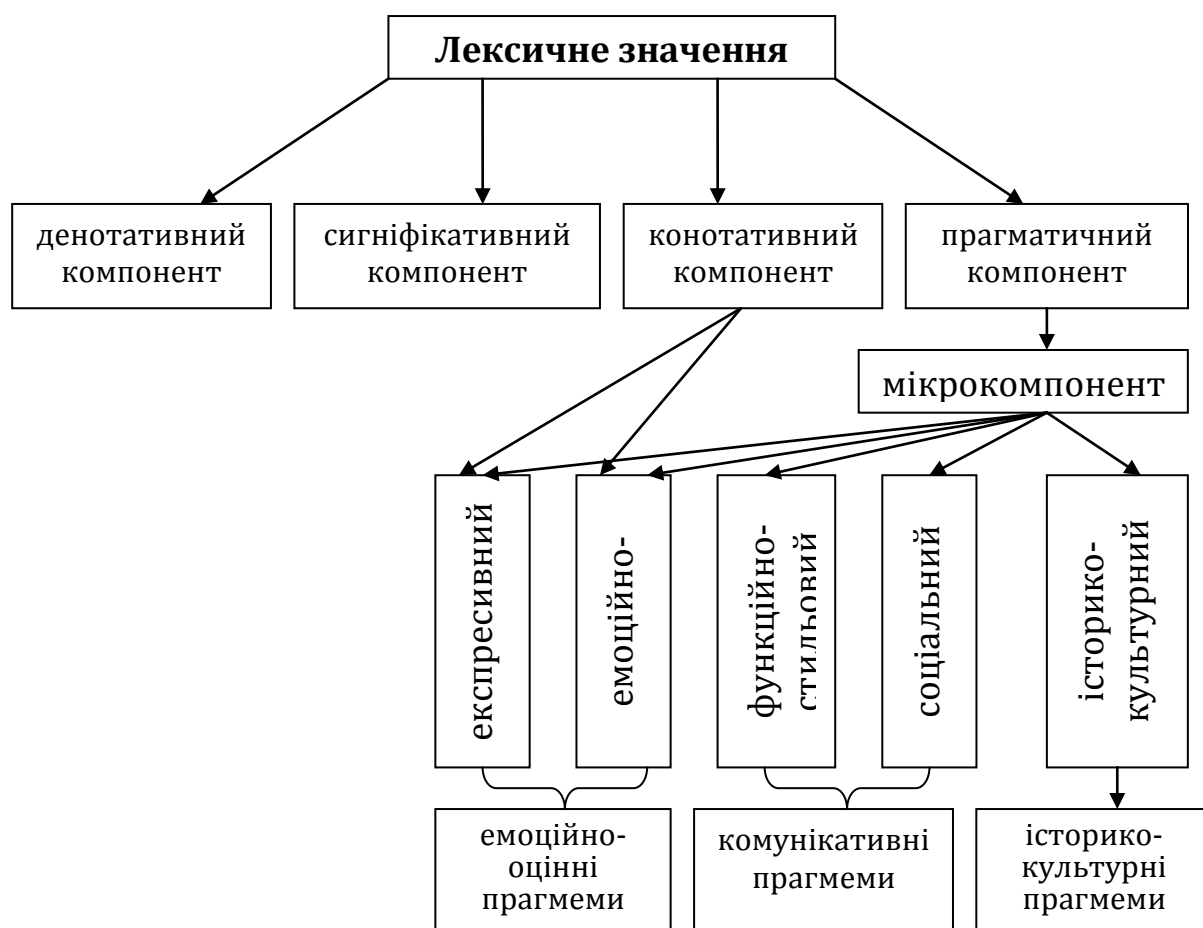 Лексичне значення
денотативний
компонент
сигніфікативний
компонент
конотативний
компонент
прагматичний
компонент
мікрокомпонент
експресивний
емоційно-
функційно-
стильовий
соціальний
історико-
культурний
емоційно-
оцінні
прагмеми
комунікативні
прагмеми
історико-
культурні
прагмеми